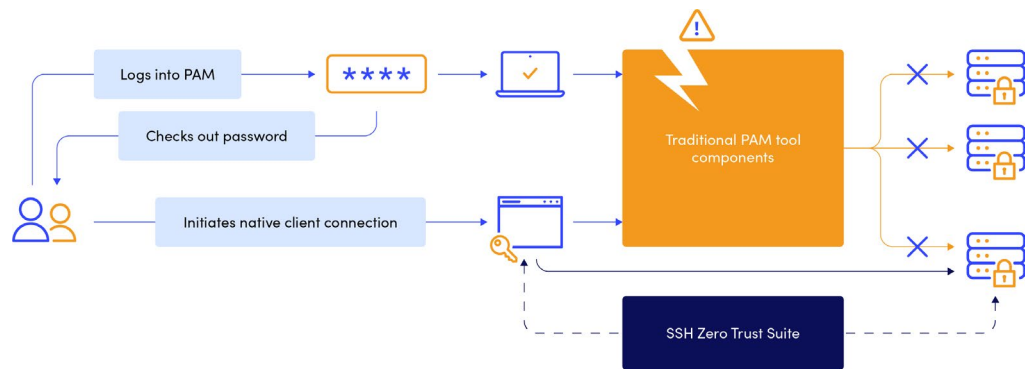 Logs into PAM
****
Checks out password
Traditional PAM tool
components
Initiates native client connection
SSH Zero Trust Suite